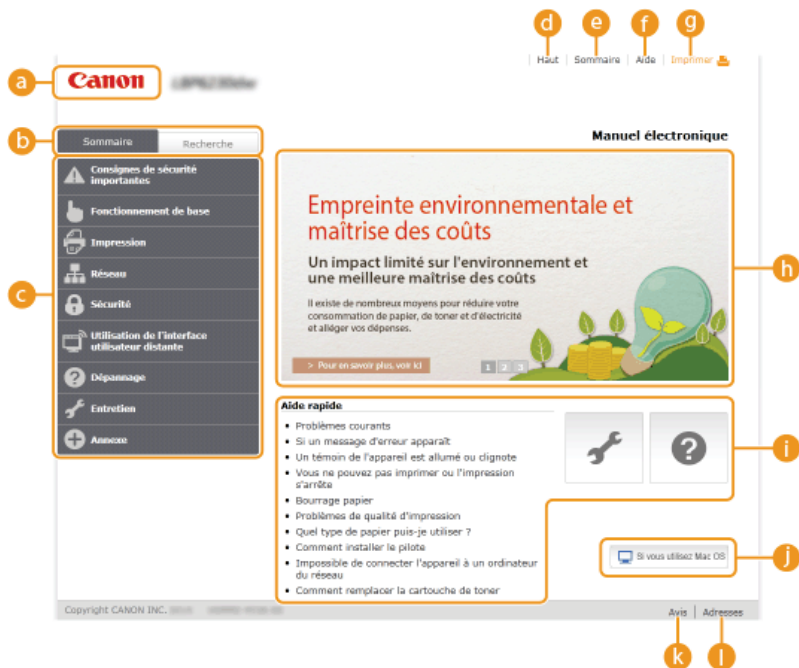 d e f g
Haut Sommaire Aide Imprimer
a Canon
b Sommaire Recherche
Manuel électronique
c
Consignes de sécurité
importantes
Fonctionnement de base
Impression
Réseau
Sécurité
Utilisation de l'interface
utilisateur distante
Dépannage
Entretien
Annexe
Empreinte environnementale et
maîtrise des coûts
Un impact limité sur l'environnement et
une meilleure maîtrise des coûts
Il existe de nombreux moyens pour réduire votre
consommation de papier, de toner et d'électricité
et alléger vos dépenses.
> Pour en savoir plus, voir ici
1 2 3
h
Aide rapide
• Problèmes courants
• Si un message d'erreur apparaît
• Un témoin de l'appareil est allumé ou clignote
• Vous ne pouvez pas imprimer ou l'impression
s'arrête
• Bourrage papier
• Problèmes de qualité d'impression
• Quel type de papier puis-je utiliser ?
• Comment installer le pilote
• Impossible de connecter l'appareil à un ordinateur
du réseau
• Comment remplacer la cartouche de toner
?
i
Si vous utilisez Mac OS
j
Copyright CANON INC.
Avis Adresses
k l